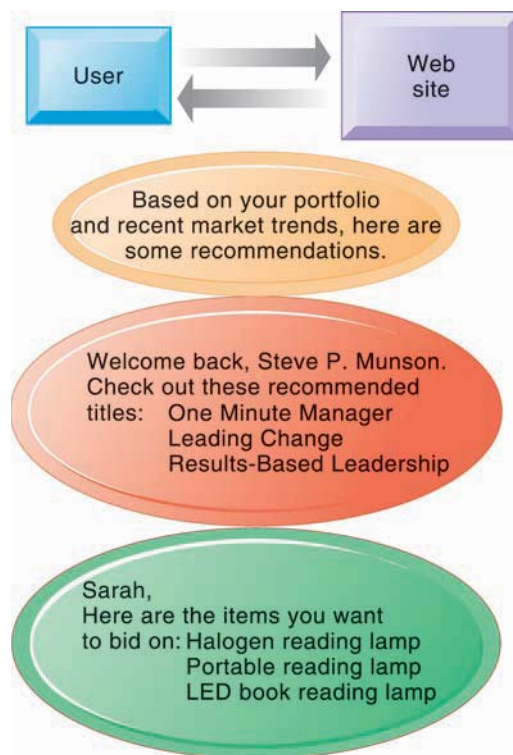 User
Web
site
Based on your portfolio
and recent market trends, here are
some recommendations.
Welcome back, Steve P. Munson.
Check out these recommended
titles: One Minute Manager
Leading Change
Results-Based Leadership
Sarah,
Here are the items you want
to bid on: Halogen reading lamp
Portable reading lamp
LED book reading lamp